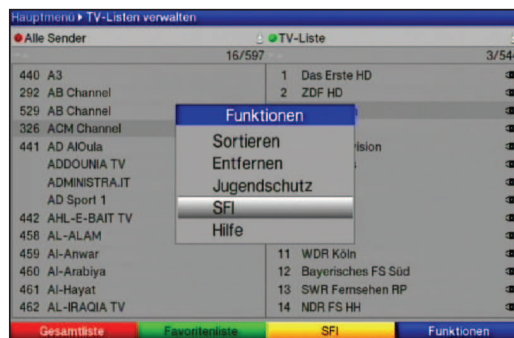 Hauptmenü ▸ TV-Listen verwalten
Alle Sender
16/597
440 A3
292 AB Channel
529 AB Channel
326 ACM Channel
441 AD AlOula
ADDOUNIA TV
ADMINISTRA.IT
AD Sport 1
442 AHL-E-BAIT TV
458 AL-ALAM
459 Al-Anwar
460 Al-Arabiya
461 Al-Hayat
462 AL-IRAQIA TV
TV-Liste
1 Das Erste HD
2 ZDF HD
11 WDR Köln
12 Bayerisches FS Süd
13 SWR Fernsehen RP
14 NDR FS HH
Funktionen
Sortieren
Entfernen
Jugendschutz
SFI
Hilfe
Gesamtliste
Favoritenliste
SFI
Funktionen